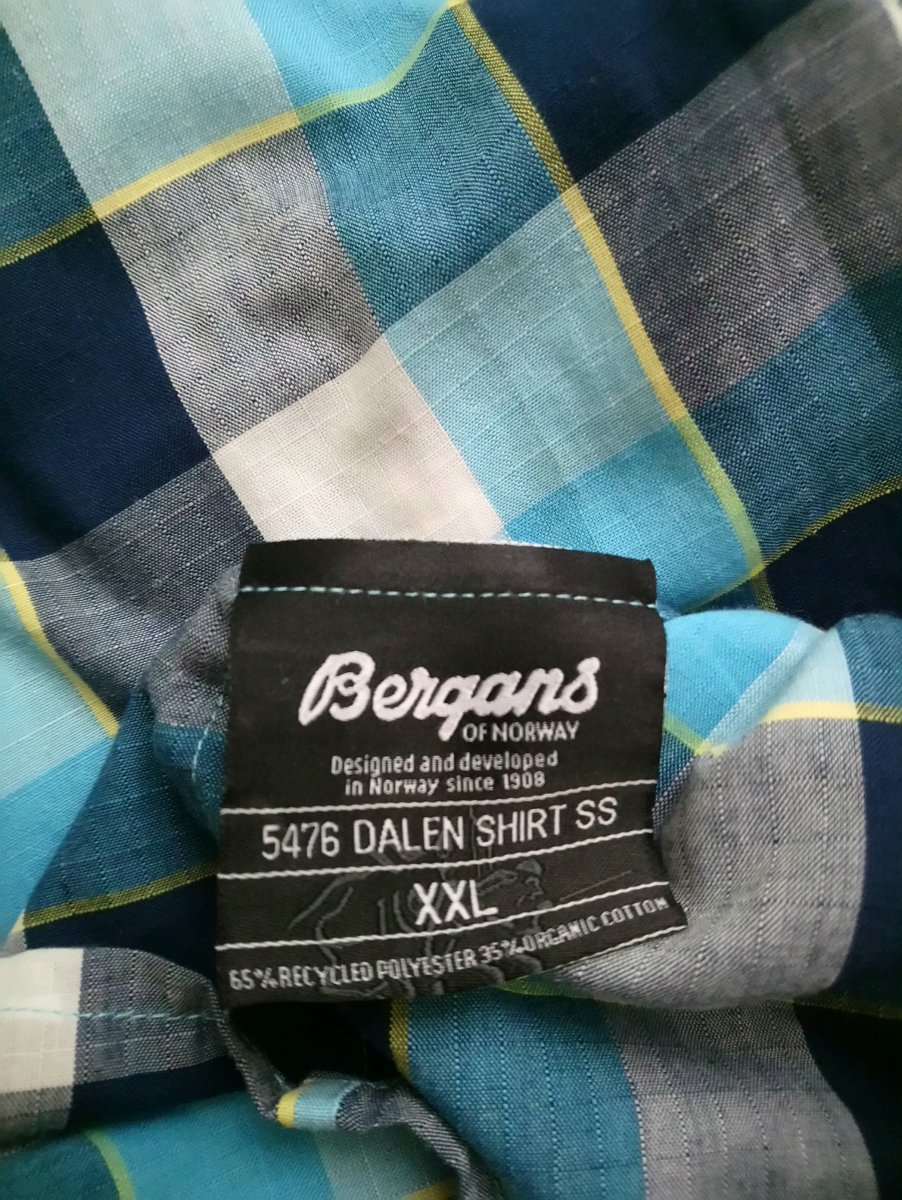 Bergans
OF NORWAY
Designed and developed
in Norway since 1908
5476 DALEN SHIRT SS
XXL
65% RECYCLED POLYESTER 35% ORGANIC COTTON